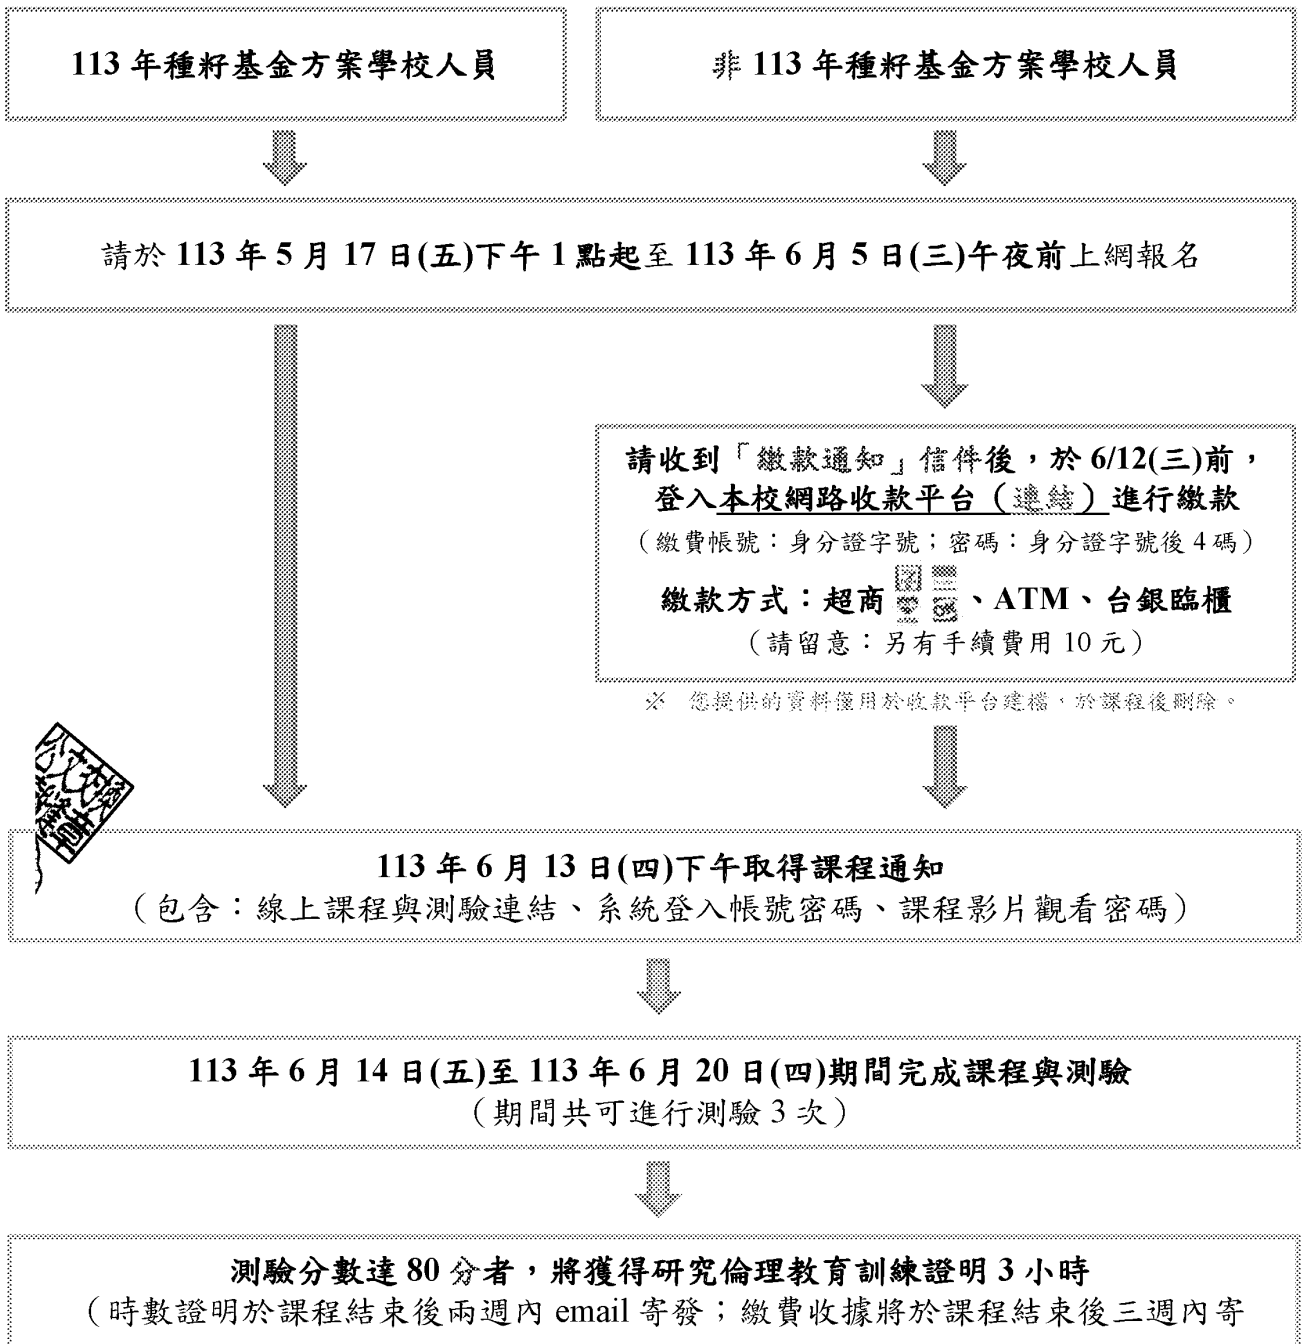 113 年種籽基金方案學校人員
非 113 年種籽基金方案學校人員
請於 113 年 5 月 17 日(五)下午 1 點起至 113 年 6 月 5 日(三)午夜前上網報名
請收到「繳款通知」信件後，於 6/12(三)前，
登入本校網路收款平台（連結）進行繳款
（繳費帳號：身分證字號；密碼：身分證字號後 4 碼）
繳款方式：超商、ATM、台銀臨櫃
（請留意：另有手續費用 10 元）
※ 您提供的資料僅用於收款平台建檔，於課程後刪除。
公文交換
章
113 年 6 月 13 日(四)下午取得課程通知
（包含：線上課程與測驗連結、系統登入帳號密碼、課程影片觀看密碼）
113 年 6 月 14 日(五)至 113 年 6 月 20 日(四)期間完成課程與測驗
（期間共可進行測驗 3 次）
測驗分數達 80 分者，將獲得研究倫理教育訓練證明 3 小時
（時數證明於課程結束後兩週內 email 寄發；繳費收據將於課程結束後三週內寄